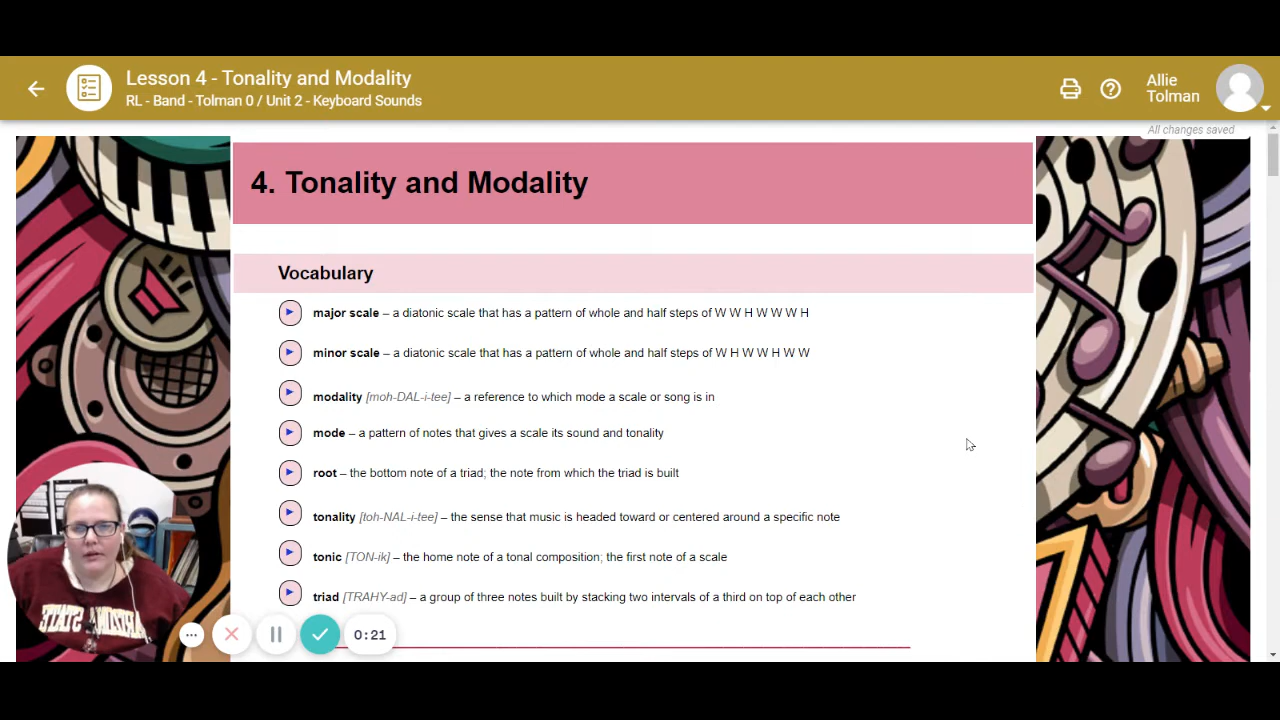 Lesson 4 - Tonality and Modality
RL - Band - Tolman 0 / Unit 2 - Keyboard Sounds
Allie
Tolman
All changes saved
4. Tonality and Modality
Vocabulary
major scale – a diatonic scale that has a pattern of whole and half steps of W W H W W W H
minor scale – a diatonic scale that has a pattern of whole and half steps of W H W W H W W
modality [moh-DAL-i-tee] – a reference to which mode a scale or song is in
mode – a pattern of notes that gives a scale its sound and tonality
root – the bottom note of a triad; the note from which the triad is built
tonality [toh-NAL-i-tee] – the sense that music is headed toward or centered around a specific note
tonic [TON-ik] – the home note of a tonal composition; the first note of a scale
triad [TRAHY-ad] – a group of three notes built by stacking two intervals of a third on top of each other
0:21